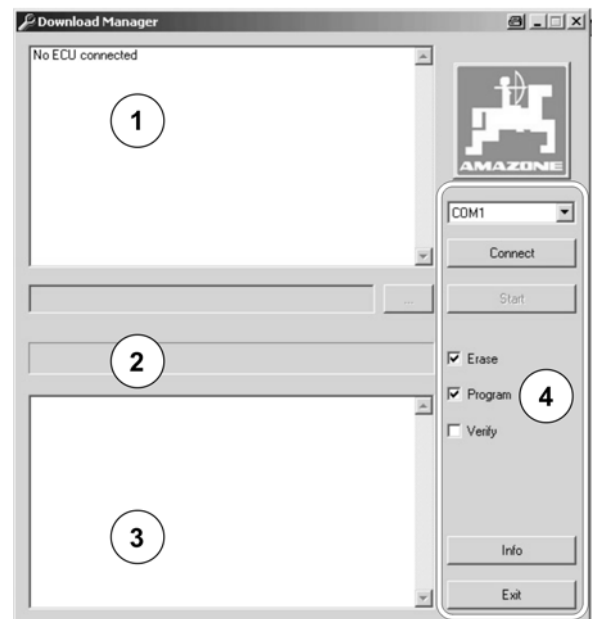 Download Manager
No ECU connected
1
AMAZONE
COM1
Connect
...
Start
2
Erase
Program
4
Verify
3
Info
Exit